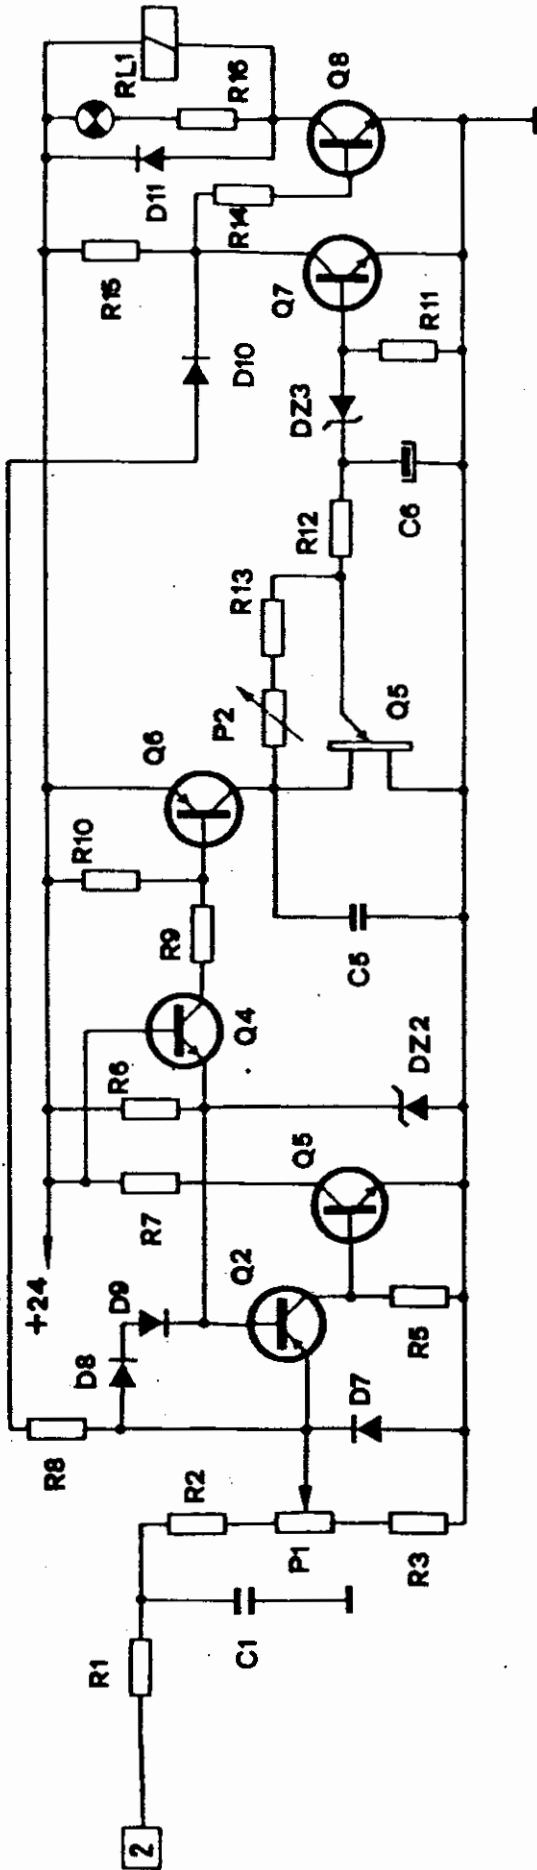 RL1
R16
Q8
D11
R14
R15
Q7
R11
D10
DZ3
C6
R12
R13
P2
Q5
Q6
R10
R9
C5
Q4
R6
DZ2
R7
Q5
+24
D9
Q2
R5
D8
D7
R8
R2
P1
R3
C1
R1
2